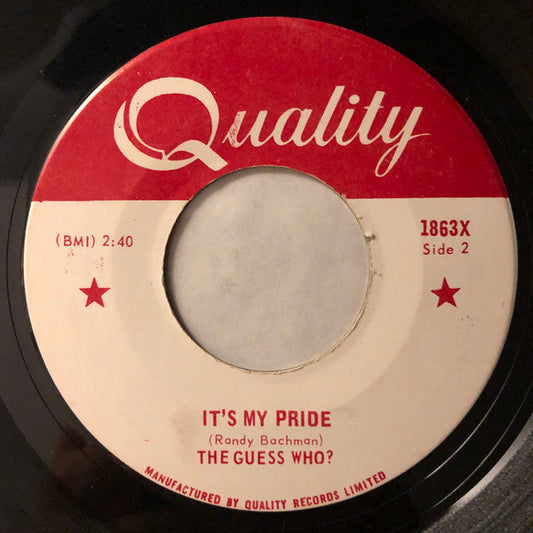 Quality
(BMI) 2:40
1863X
Side 2
IT'S MY PRIDE
(Randy Bachman)
THE GUESS WHO?
MANUFACTURED BY QUALITY RECORDS LIMITED